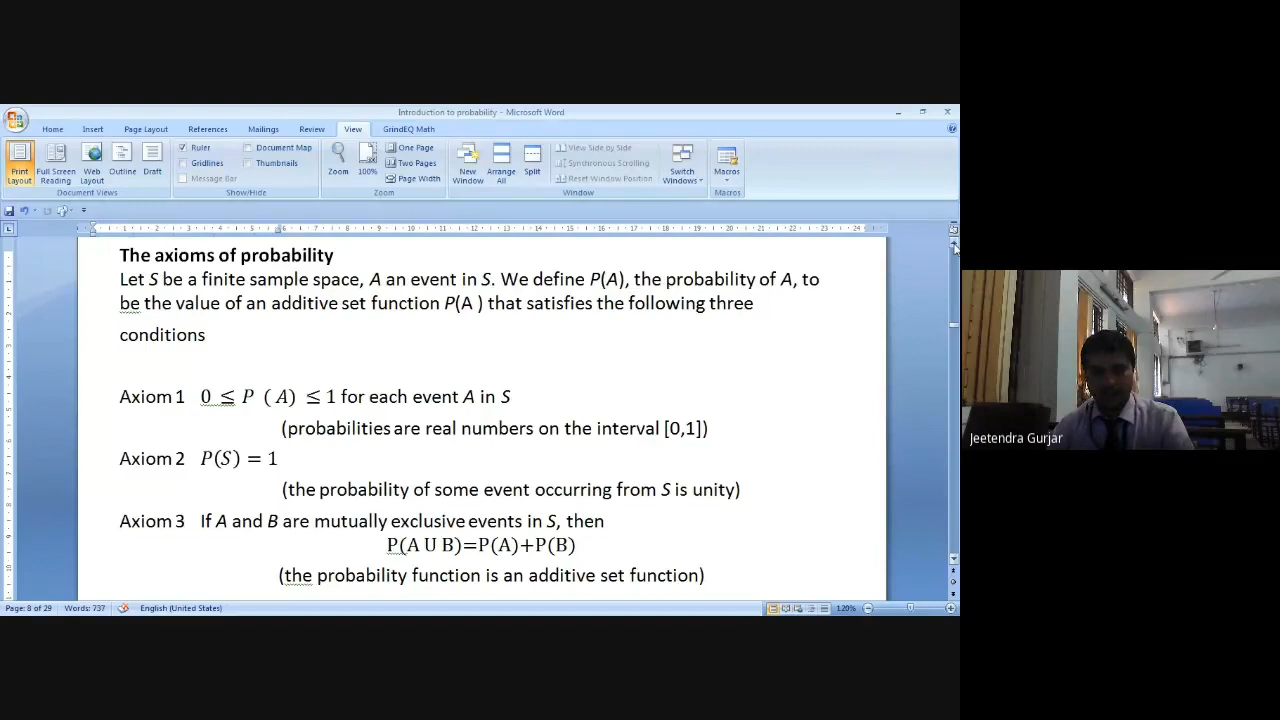 Introduction to probability - Microsoft Word
Home Insert Page Layout References Mailings Review View GrindEQ Math
Ruler Document Map
Gridlines Thumbnails
Message Bar
Print Layout Full Screen Reading Web Layout Outline Draft
Document Views
Show/Hide
Zoom 100% One Page
Two Pages
Page Width
Zoom
New Window Arrange All Split
View Side by Side
Synchronous Scrolling
Reset Window Position
Switch Windows
Window
Macros
Macros
The axioms of probability
Let S be a finite sample space, A an event in S. We define P(A), the probability of A, to
be the value of an additive set function P(A ) that satisfies the following three
conditions
Axiom 1 0 ≤ P ( A) ≤ 1 for each event A in S
(probabilities are real numbers on the interval [0,1])
Axiom 2 P(S) = 1
(the probability of some event occurring from S is unity)
Axiom 3 If A and B are mutually exclusive events in S, then
P(A U B)=P(A)+P(B)
(the probability function is an additive set function)
Page: 8 of 29 Words: 737 English (United States) 120%
Jeetendra Gurjar